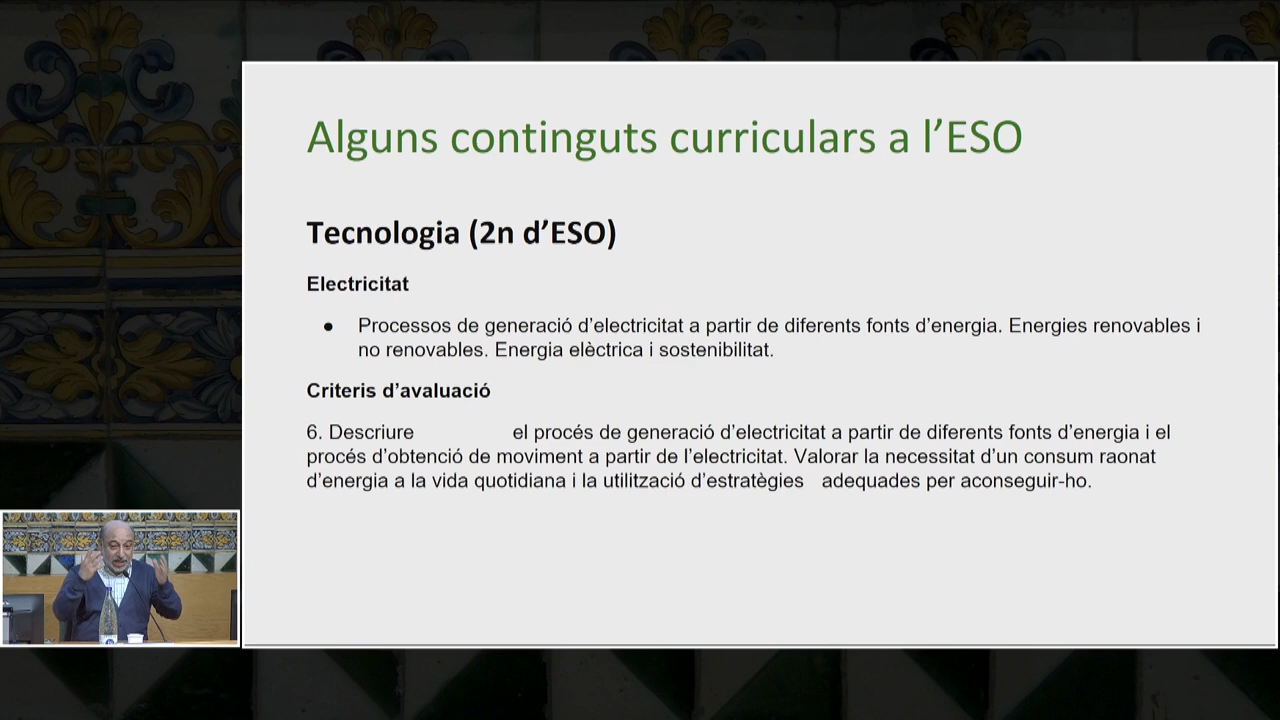 Alguns continguts curriculars a l’ESO
Tecnologia (2n d’ESO)
Electricitat
● Processos de generació d’electricitat a partir de diferents fonts d’energia. Energies renovables i
no renovables. Energia elèctrica i sostenibilitat.
Criteris d’avaluació
6. Descriure el procés de generació d’electricitat a partir de diferents fonts d’energia i el
procés d’obtenció de moviment a partir de l’electricitat. Valorar la necessitat d’un consum raonat
d’energia a la vida quotidiana i la utilització d’estratègies adequades per aconseguir-ho.